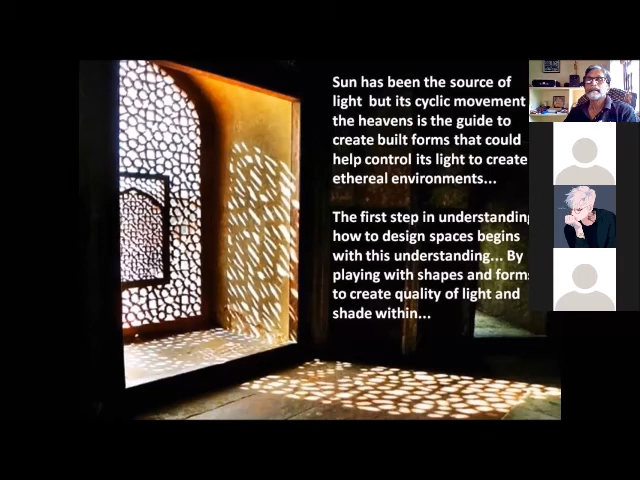 Sun has been the source of
light but its cyclic movement
the heavens is the guide to
create built forms that could
help control its light to create
ethereal environments...
The first step in understanding
how to design spaces begins
with this understanding... By
playing with shapes and forms
to create quality of light and
shade within...